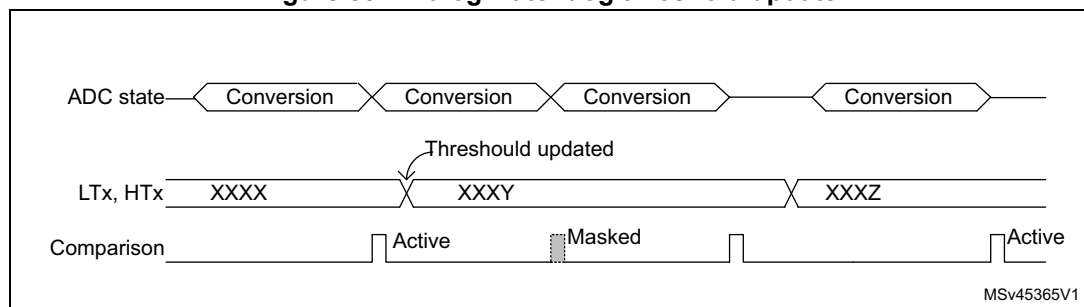 ADC state
Conversion
Conversion
Conversion
Conversion
Threshould updated
LTx, HTx
XXXX
XXXY
XXXZ
Comparison
Active
Masked
Active
MSv45365V1